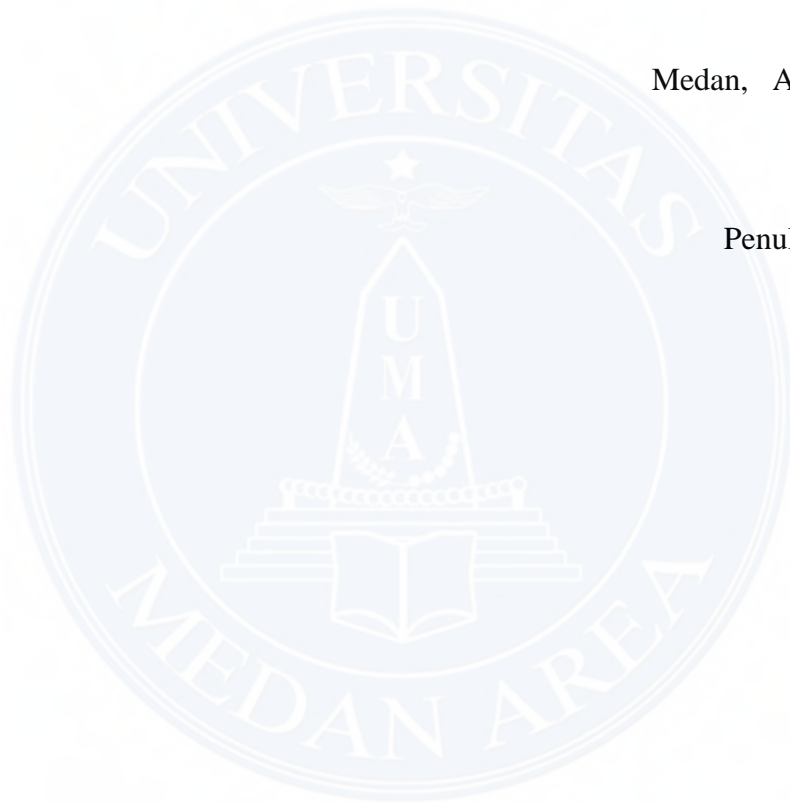 Medan, A
Penul
UNIVERSITAS
U
M
A
MEDAN AREA